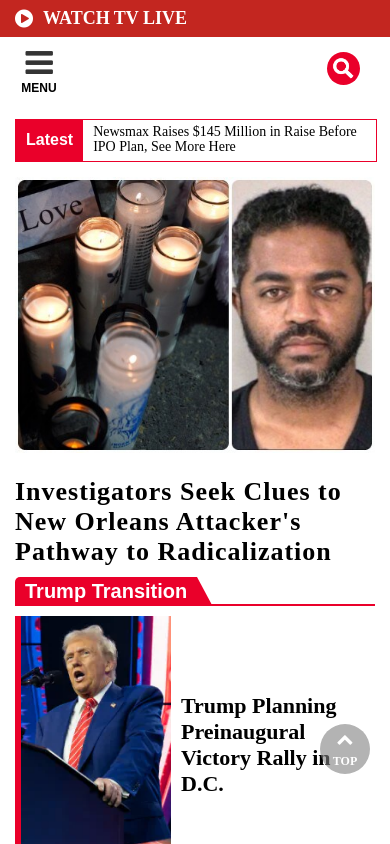 WATCH TV LIVE
MENU
Latest
Newsmax Raises $145 Million in Raise Before
IPO Plan, See More Here
Love
Investigators Seek Clues to
New Orleans Attacker's
Pathway to Radicalization
Trump Transition
Trump Planning
Preinaugural
Victory Rally in
D.C.
TOP